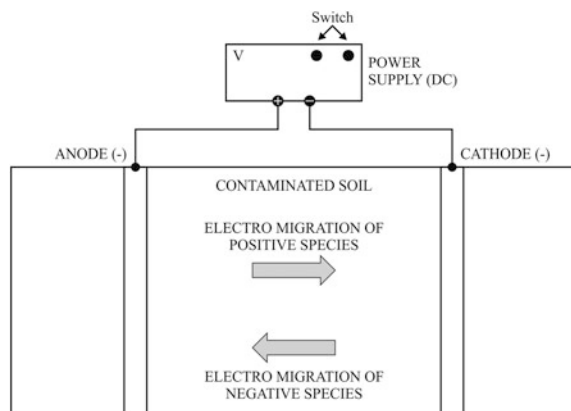 Switch
V
POWER
SUPPLY (DC)
+
−
ANODE (-)
CATHODE (-)
CONTAMINATED SOIL
ELECTRO MIGRATION OF
POSITIVE SPECIES
ELECTRO MIGRATION OF
NEGATIVE SPECIES